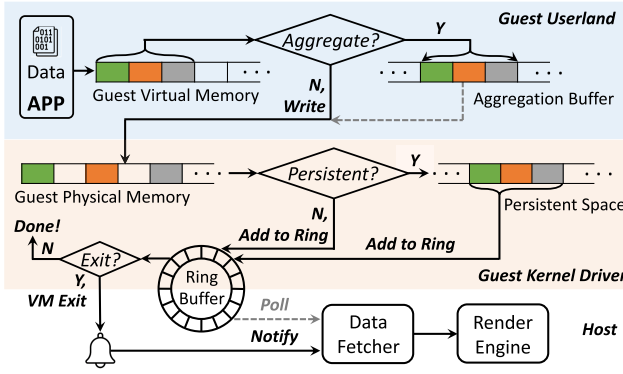 011
0101
001
Data
APP
Aggregate?
Y
Guest Userland
Guest Virtual Memory
N,
Write
Aggregation Buffer
Guest Physical Memory
Persistent?
Y
Persistent Space
N,
Add to Ring
Add to Ring
Done!
N
Exit?
Y,
VM Exit
Ring
Buffer
Guest Kernel Driver
Poll
Notify
Data
Fetcher
Render
Engine
Host